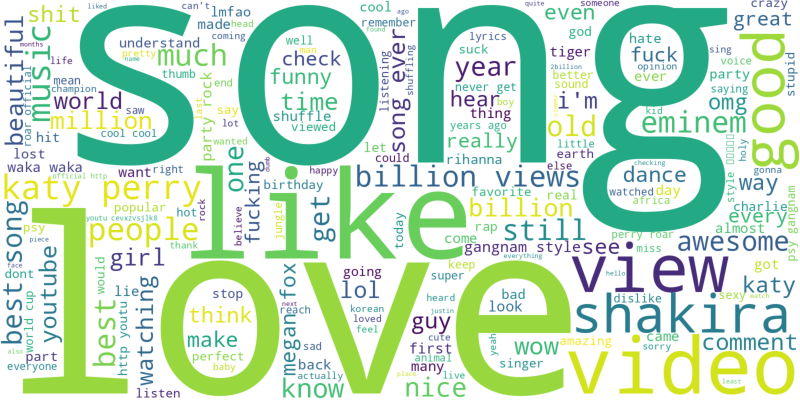 song
love
like
view
video
shakira
good
katy perry
billion views
people
million
music
much
world
eminem
beautiful
shit
lmfao
can't
made
head
coming
understand
thumb
life
mean
champion
saw
hit
lost
roar official
cool cool
say
lot
end
party rock
last
waka waka
want
right
one
wanted
official http
youtu cevxzvsjlk8
popular
hot
rock
thank
birthday
jungle
believe
dumb
happy
fucking
get
check
well
man
funny
time
shuffle
viewed
remember
cool
ago
listening
shuffling
found
let
could
song ever
lyrics
suck
year
hear
never get
boy
thing
years ago
really
rihanna
quite
someone
even
god
tiger
better
sound
i'm
old
little
earth
else
hate
fuck
opinion
ever
kid
omg
crazy
great
sing
voice
party
saying
stupid
2billion
dance
checking
day
watched
africa
way
holy
gonna
style
charlie
every
almost
psy gangnam
favorite
real
billion
rap
come
still
gangnam style
see
perry roar
miss
awesome
got
katy
sexy
watch
dislike
came
sorry
comment
amazing
least
hello
everything
keep
super
heard
justin
cute
guy
first
animal
many
live
place
nice
know
yeah
bad
look
wow
singer
today
going
lol
korean
loved
feel
reach
next
sad
back
actually
megan fox
stop
think
make
perfect
baby
best song
youtube
dont
world cup
face
piece
also
part
everyone
girl
would
best
lie
http youtu
watching
listen
pretty
name
months
liked